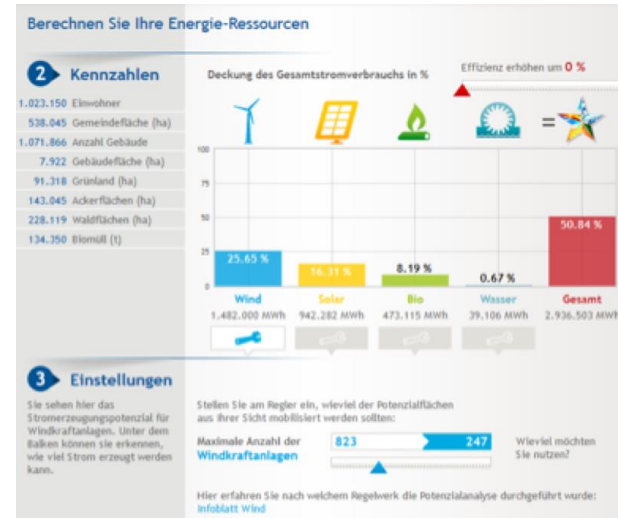 Berechnen Sie Ihre Energie-Ressourcen
2 Kennzahlen
1.023.150 Einwohner
538.045 Gemeindefläche (ha)
1.071.866 Anzahl Gebäude
7.922 Gebäudefläche (ha)
91.318 Grünland (ha)
143.045 Ackerflächen (ha)
228.119 Waldflächen (ha)
134.350 Biomüll (t)
Deckung des Gesamtstromverbrauchs in %
Effizienz erhöhen um 0 %
=
100
75
50
25
0
25.65 %
16.31 %
8.19 %
0.67 %
50.84 %
Wind Solar Bio Wasser Gesamt
1.482.000 MWh 942.282 MWh 473.115 MWh 39.106 MWh 2.936.503 MWh
3 Einstellungen
Sie sehen hier das
Stromerzeugungspotenzial für
Windkraftanlagen. Unter dem
Balken können sie erkennen,
wie viel Strom erzeugt werden
kann.
Stellen Sie am Regler ein, wieviel der Potenzialflächen
aus ihrer Sicht mobilisiert werden sollten:
Maximale Anzahl der
Windkraftanlagen
823 247
Wieviel möchten
Sie nutzen?
Hier erfahren Sie nach welchem Regelwerk die Potenzialanalyse durchgeführt wurde:
Infoblatt Wind